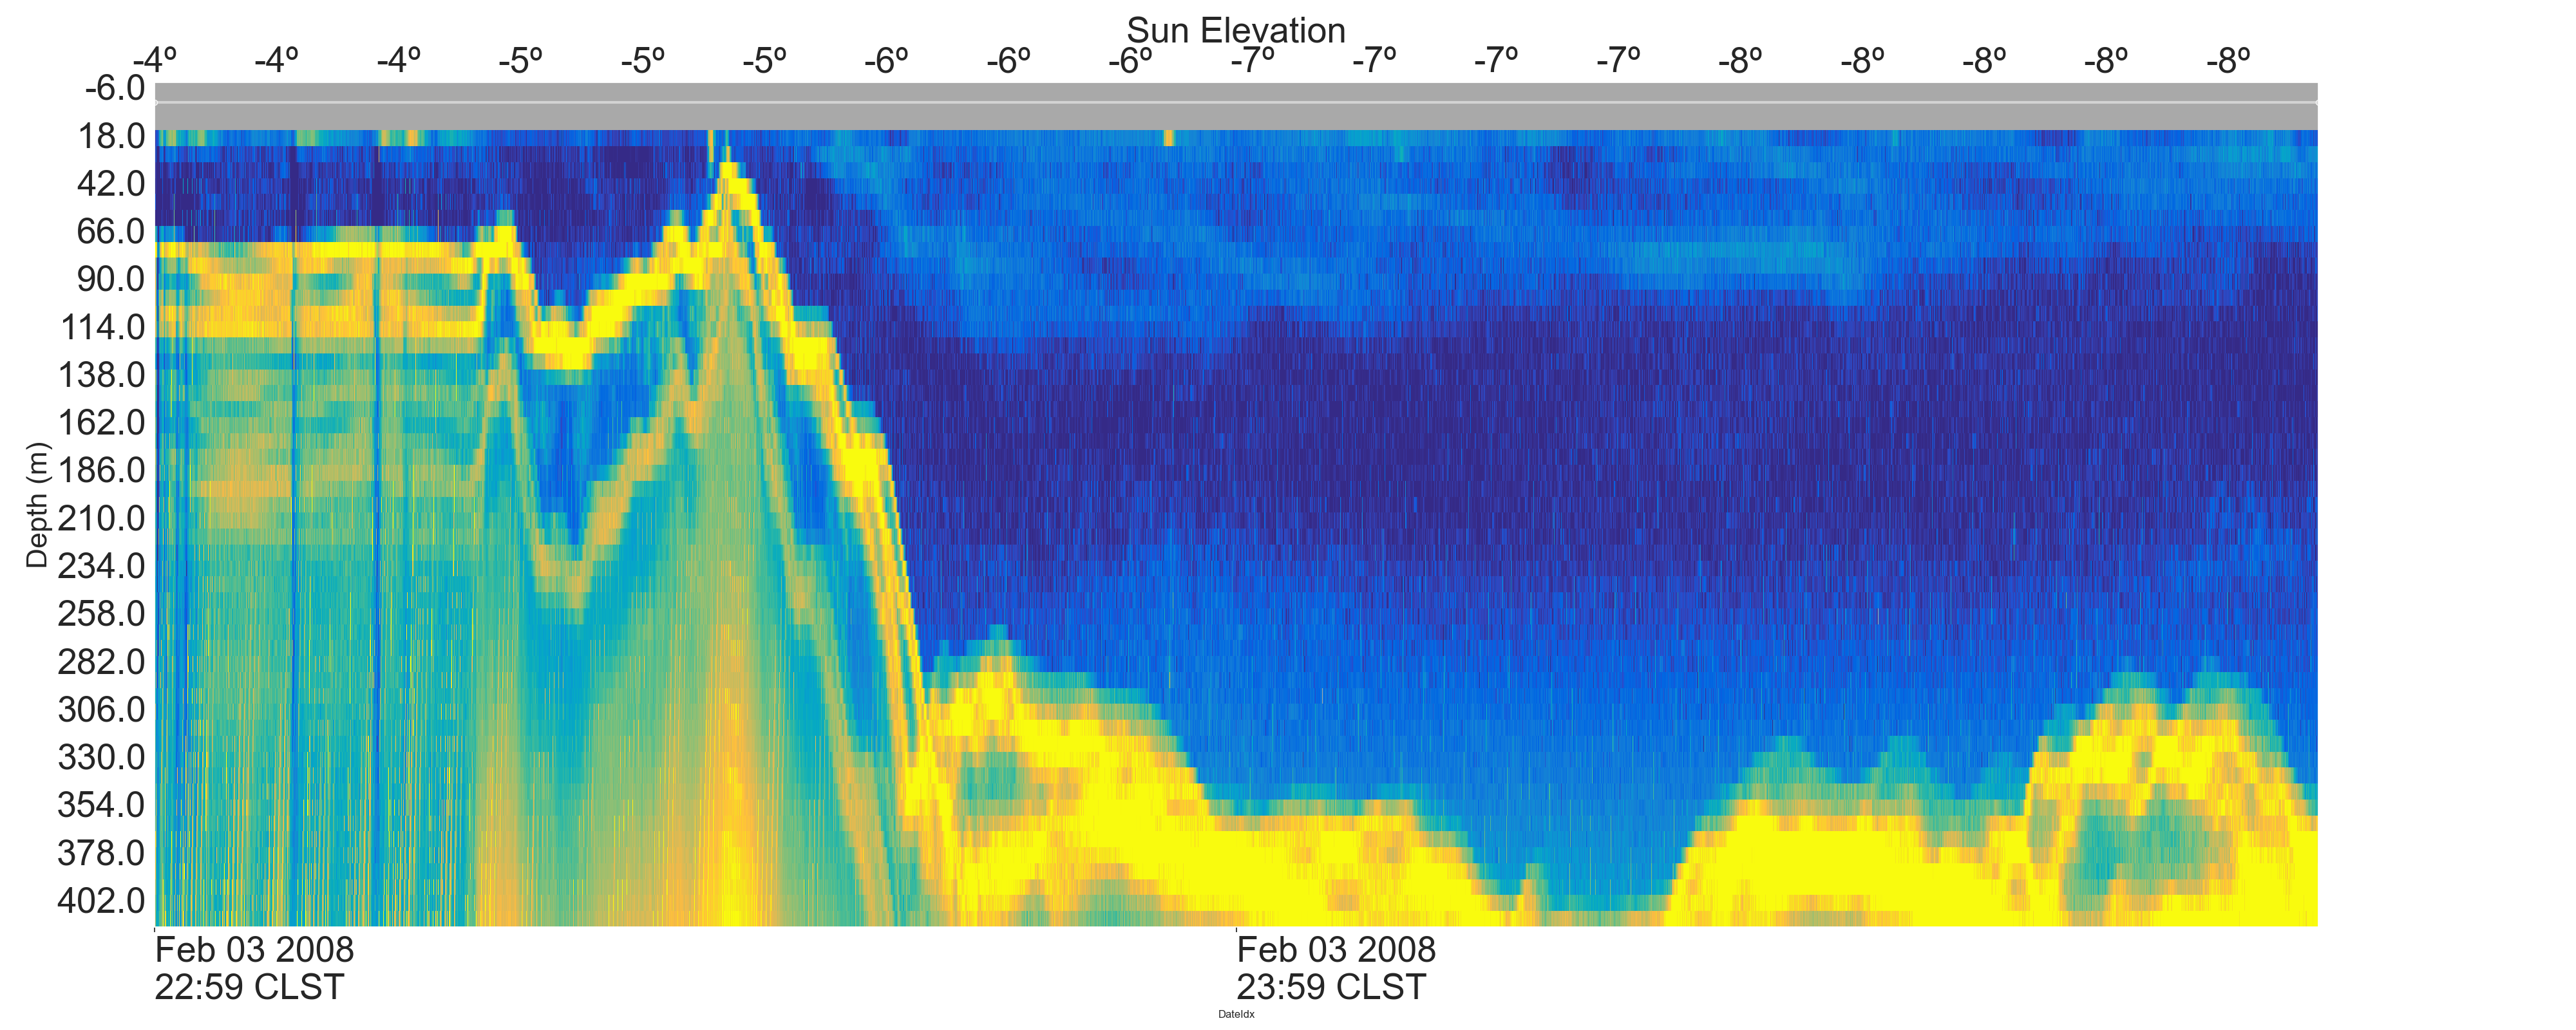 Sun Elevation
-4º -4º -4º -5º -5º -5º -6º -6º -6º -7º -7º -7º -7º -8º -8º -8º -8º -8º
-6.0
18.0
42.0
66.0
90.0
114.0
138.0
162.0
186.0
210.0
234.0
258.0
282.0
306.0
330.0
354.0
378.0
402.0
Depth (m)
Feb 03 2008
22:59 CLST
Feb 03 2008
23:59 CLST
DateIdx